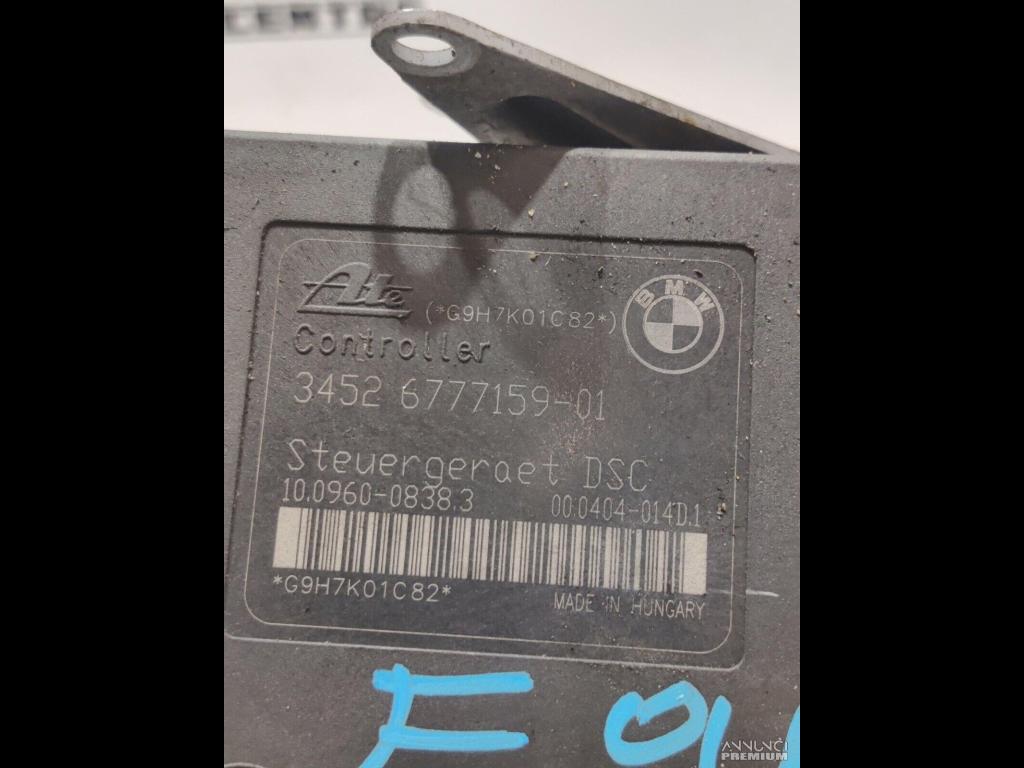 CENTRO
Ate (*G9H7K01C82*) BMW
Controller
3452 6777159-01
Steuergeraet DSC
10.0960-0838.3 00.0404-014D.1
*G9H7K01C82*
MADE IN HUNGARY
ANNUNCI
PREMIUM